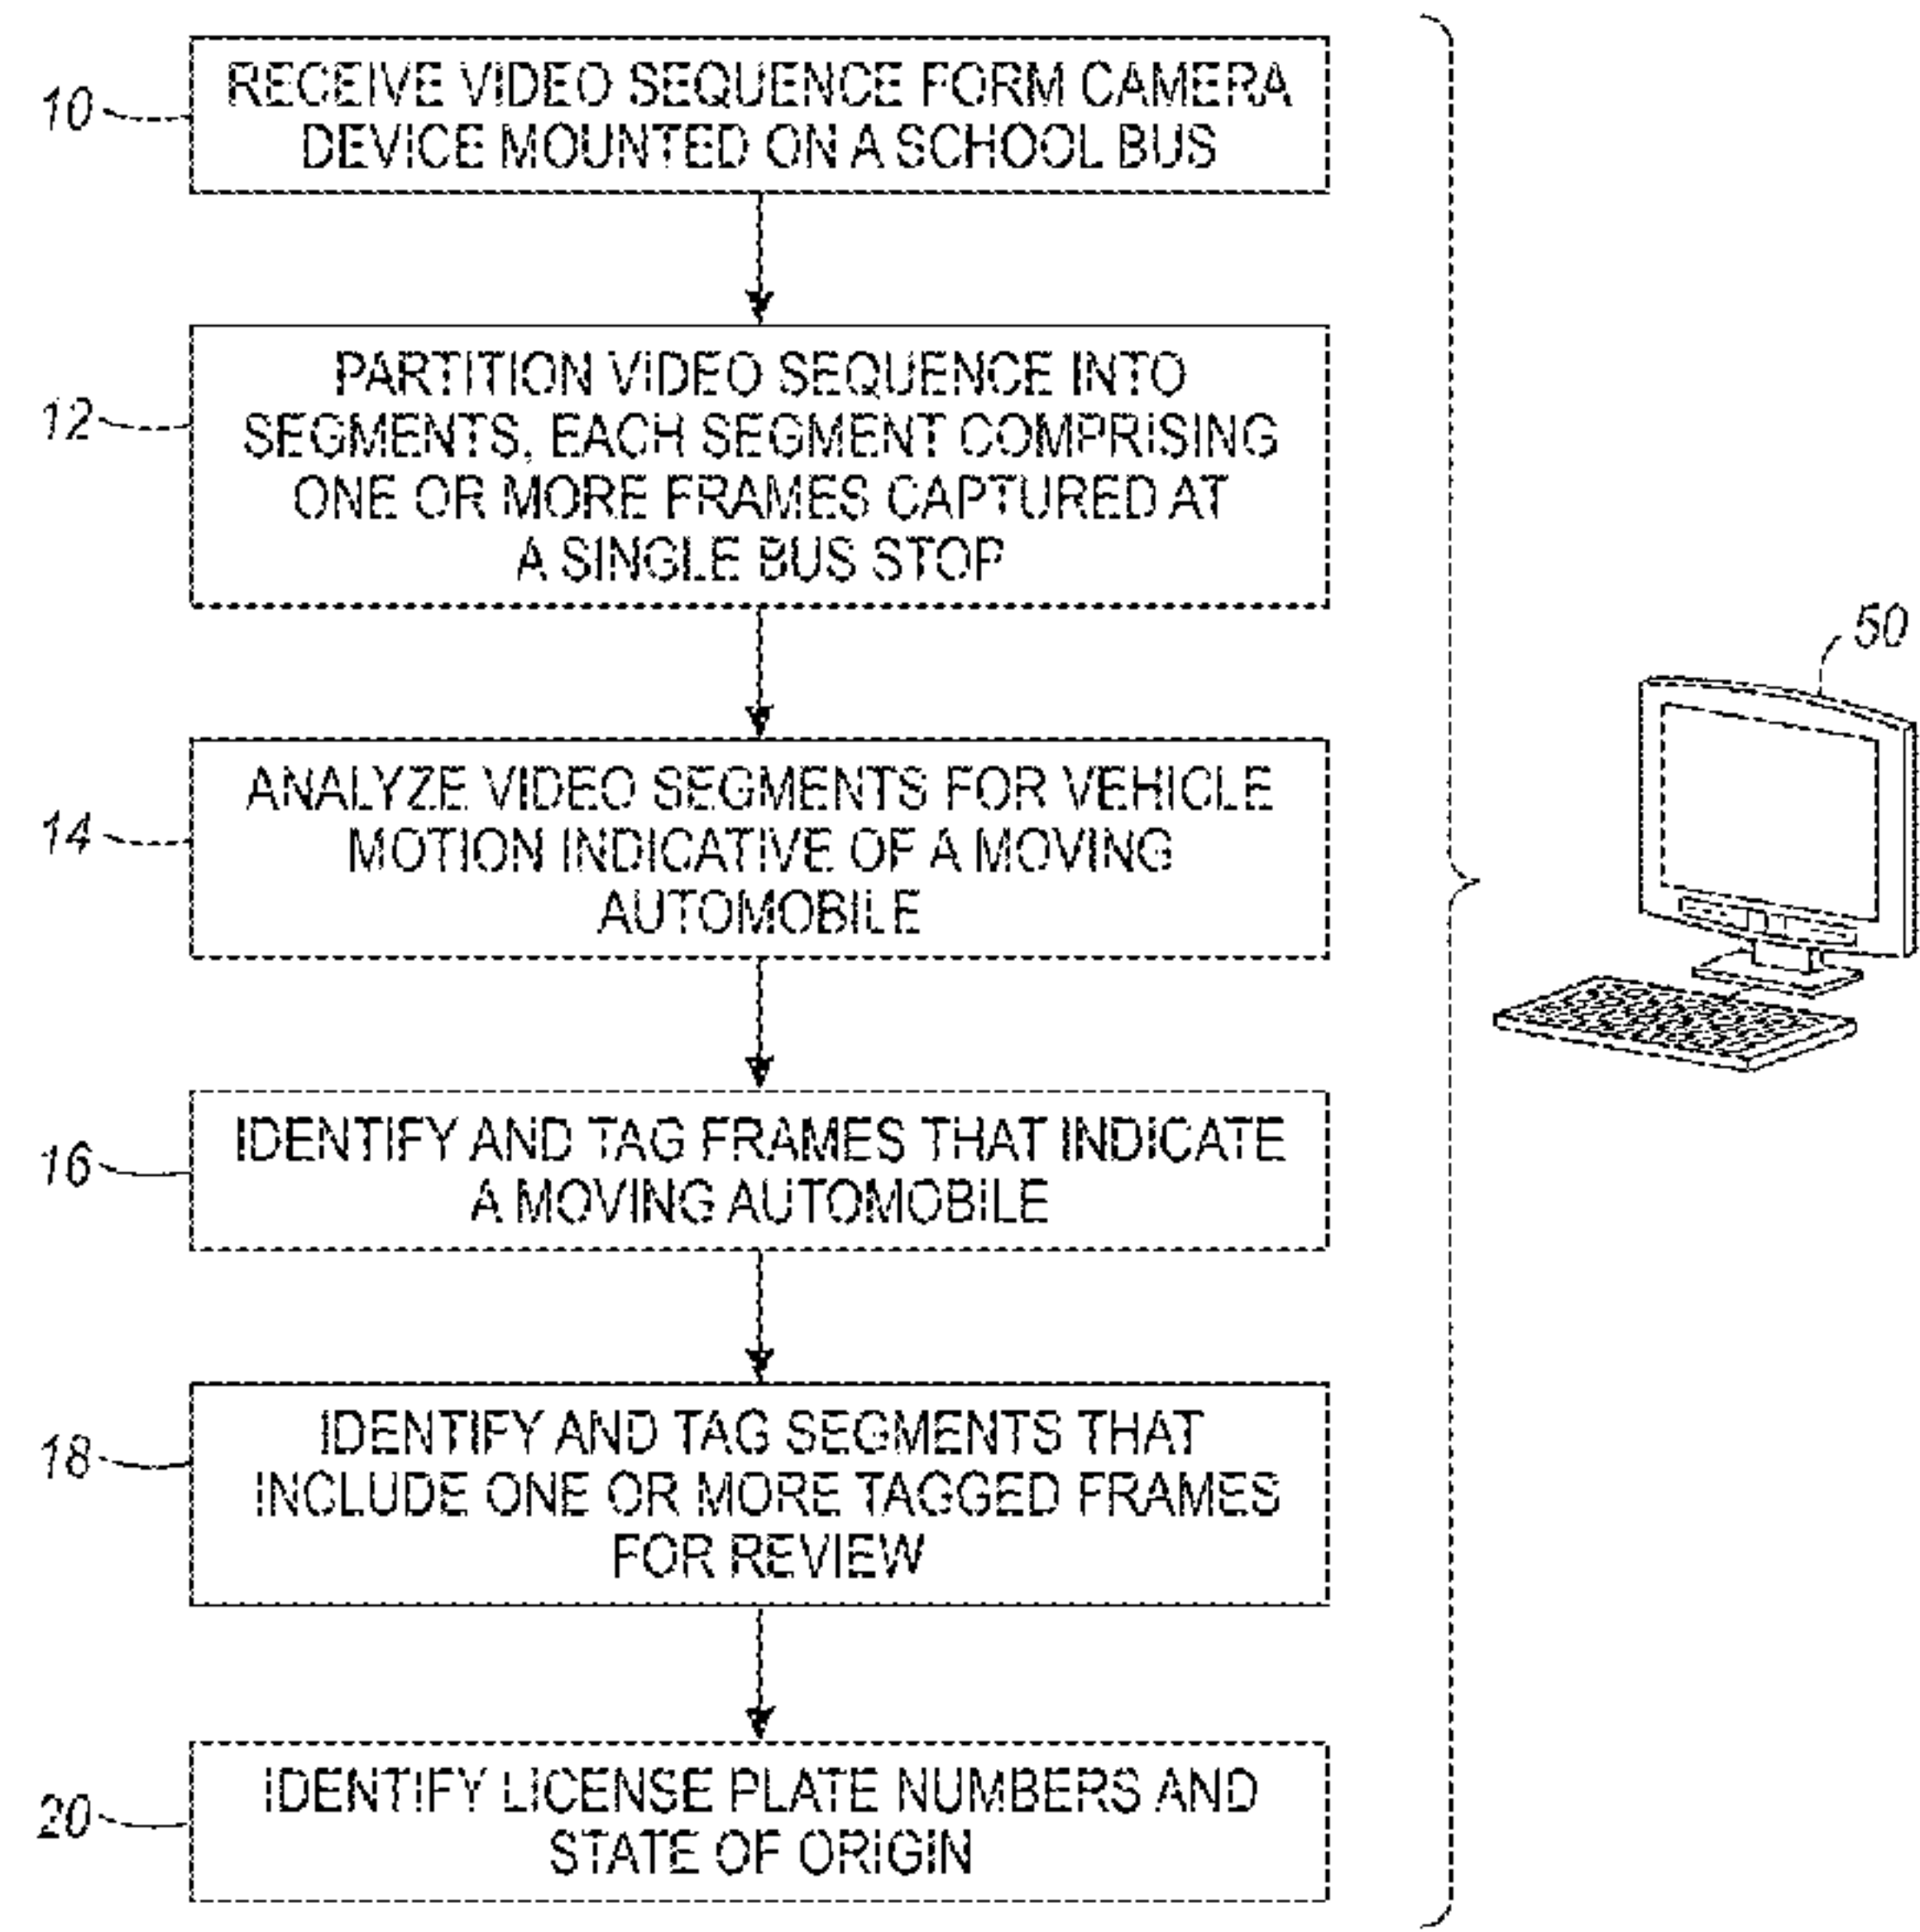 10
RECEIVE VIDEO SEQUENCE FORM CAMERA
DEVICE MOUNTED ON A SCHOOL BUS
12
PARTITION VIDEO SEQUENCE INTO
SEGMENTS, EACH SEGMENT COMPRISING
ONE OR MORE FRAMES CAPTURED AT
A SINGLE BUS STOP
50
14
ANALYZE VIDEO SEGMENTS FOR VEHICLE
MOTION INDICATIVE OF A MOVING
AUTOMOBILE
16
IDENTIFY AND TAG FRAMES THAT INDICATE
A MOVING AUTOMOBILE
18
IDENTIFY AND TAG SEGMENTS THAT
INCLUDE ONE OR MORE TAGGED FRAMES
FOR REVIEW
20
IDENTIFY LICENSE PLATE NUMBERS AND
STATE OF ORIGIN